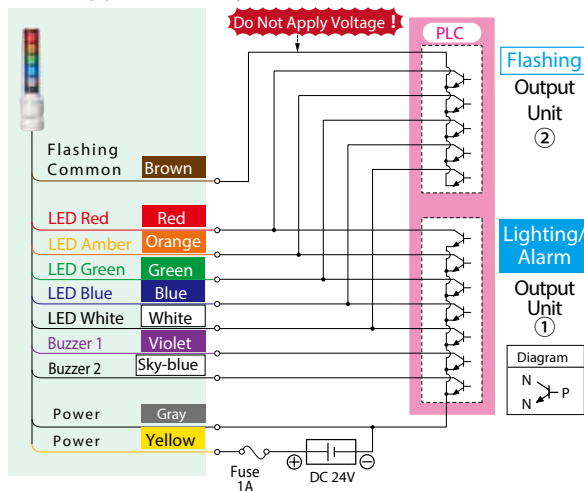 Do Not Apply Voltage !
PLC
Flashing
Output
Unit
②
Flashing
Common
Brown
LED Red
Red
LED Amber
Orange
LED Green
Green
LED Blue
Blue
LED White
White
Buzzer 1
Violet
Buzzer 2
Sky-blue
Lighting/
Alarm
Output
Unit
①
Diagram
N
P
N
Power
Gray
Power
Yellow
Fuse
1A
⊕
DC 24V
⊖